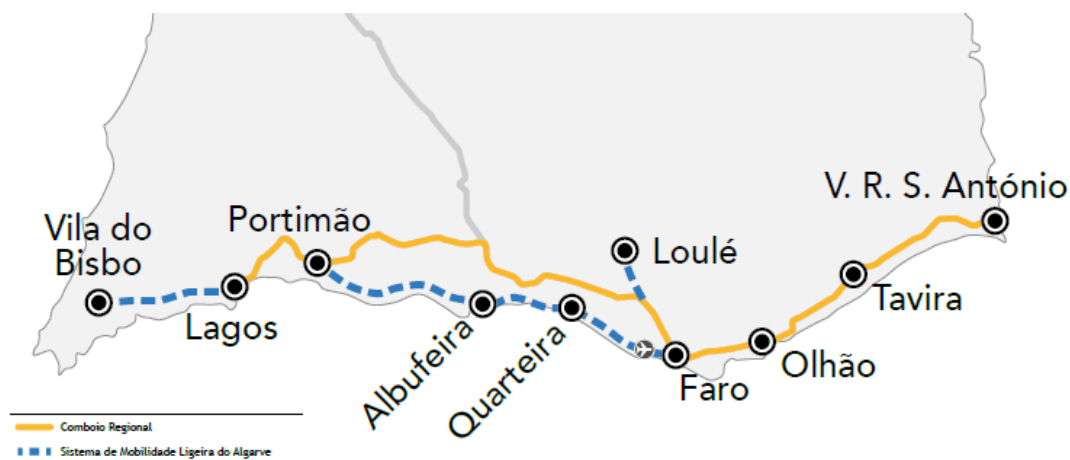 V. R. S. António
Portimão
Vila do
Bisbo
Loulé
Lagos
Tavira
Albufeira
Quarteira
Olhão
Faro
Comboio Regional
Sistema de Mobilidade Ligeira do Algarve